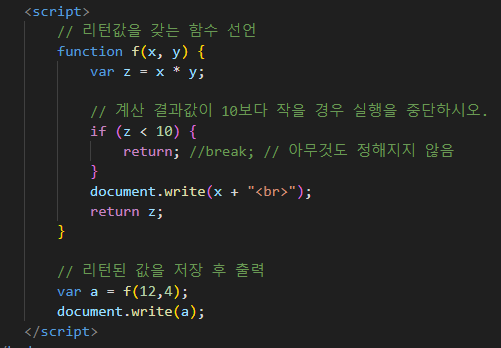 <script>
// 리턴값을 갖는 함수 선언
function f(x, y) {
var z = x * y;
// 계산 결과값이 10보다 작을 경우 실행을 중단하시오.
if (z < 10) {
return; //break; // 아무것도 정해지지 않음
}
document.write(x + "<br>");
return z;
}
// 리턴된 값을 저장 후 출력
var a = f(12,4);
document.write(a);
</script>